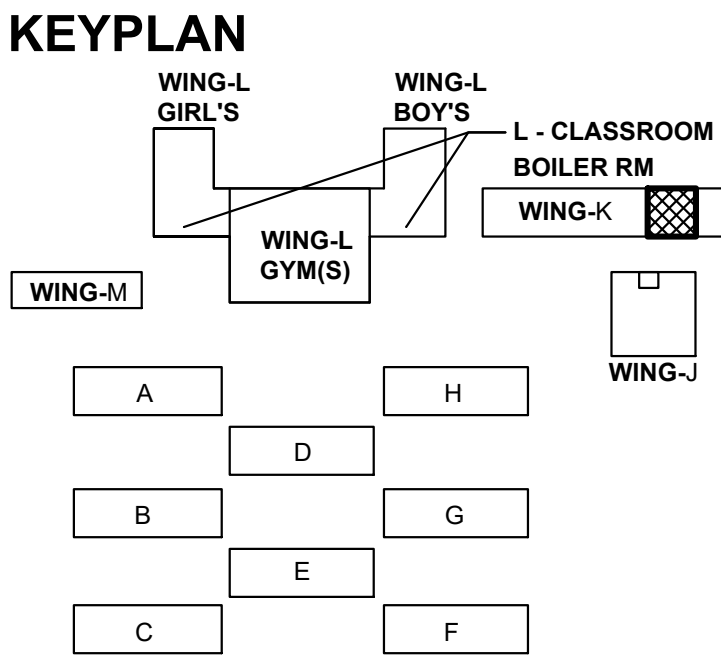 KEYPLAN
WING-L
GIRL'S
WING-L
BOY'S
L - CLASSROOM
BOILER RM
WING-K
WING-L
GYM(S)
WING-M
WING-J
A
H
D
B
G
E
C
F